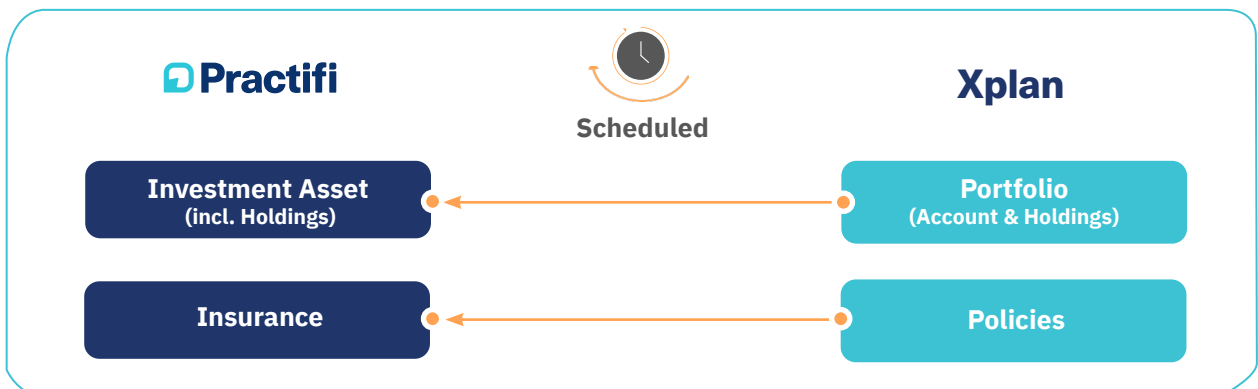 Practifi
Xplan
Scheduled
Investment Asset
(incl. Holdings)
Portfolio
(Account & Holdings)
Insurance
Policies